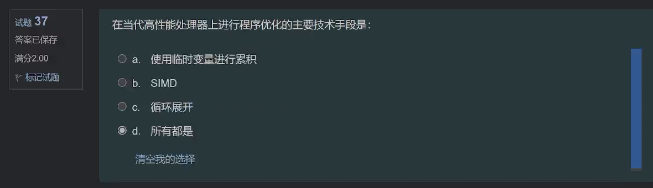 试题 37
答案已保存
满分2.00
标记试题
在当代高性能处理器上进行程序优化的主要技术手段是:
a. 使用临时变量进行累积
b. SIMD
c. 循环展开
d. 所有都是
清空我的选择